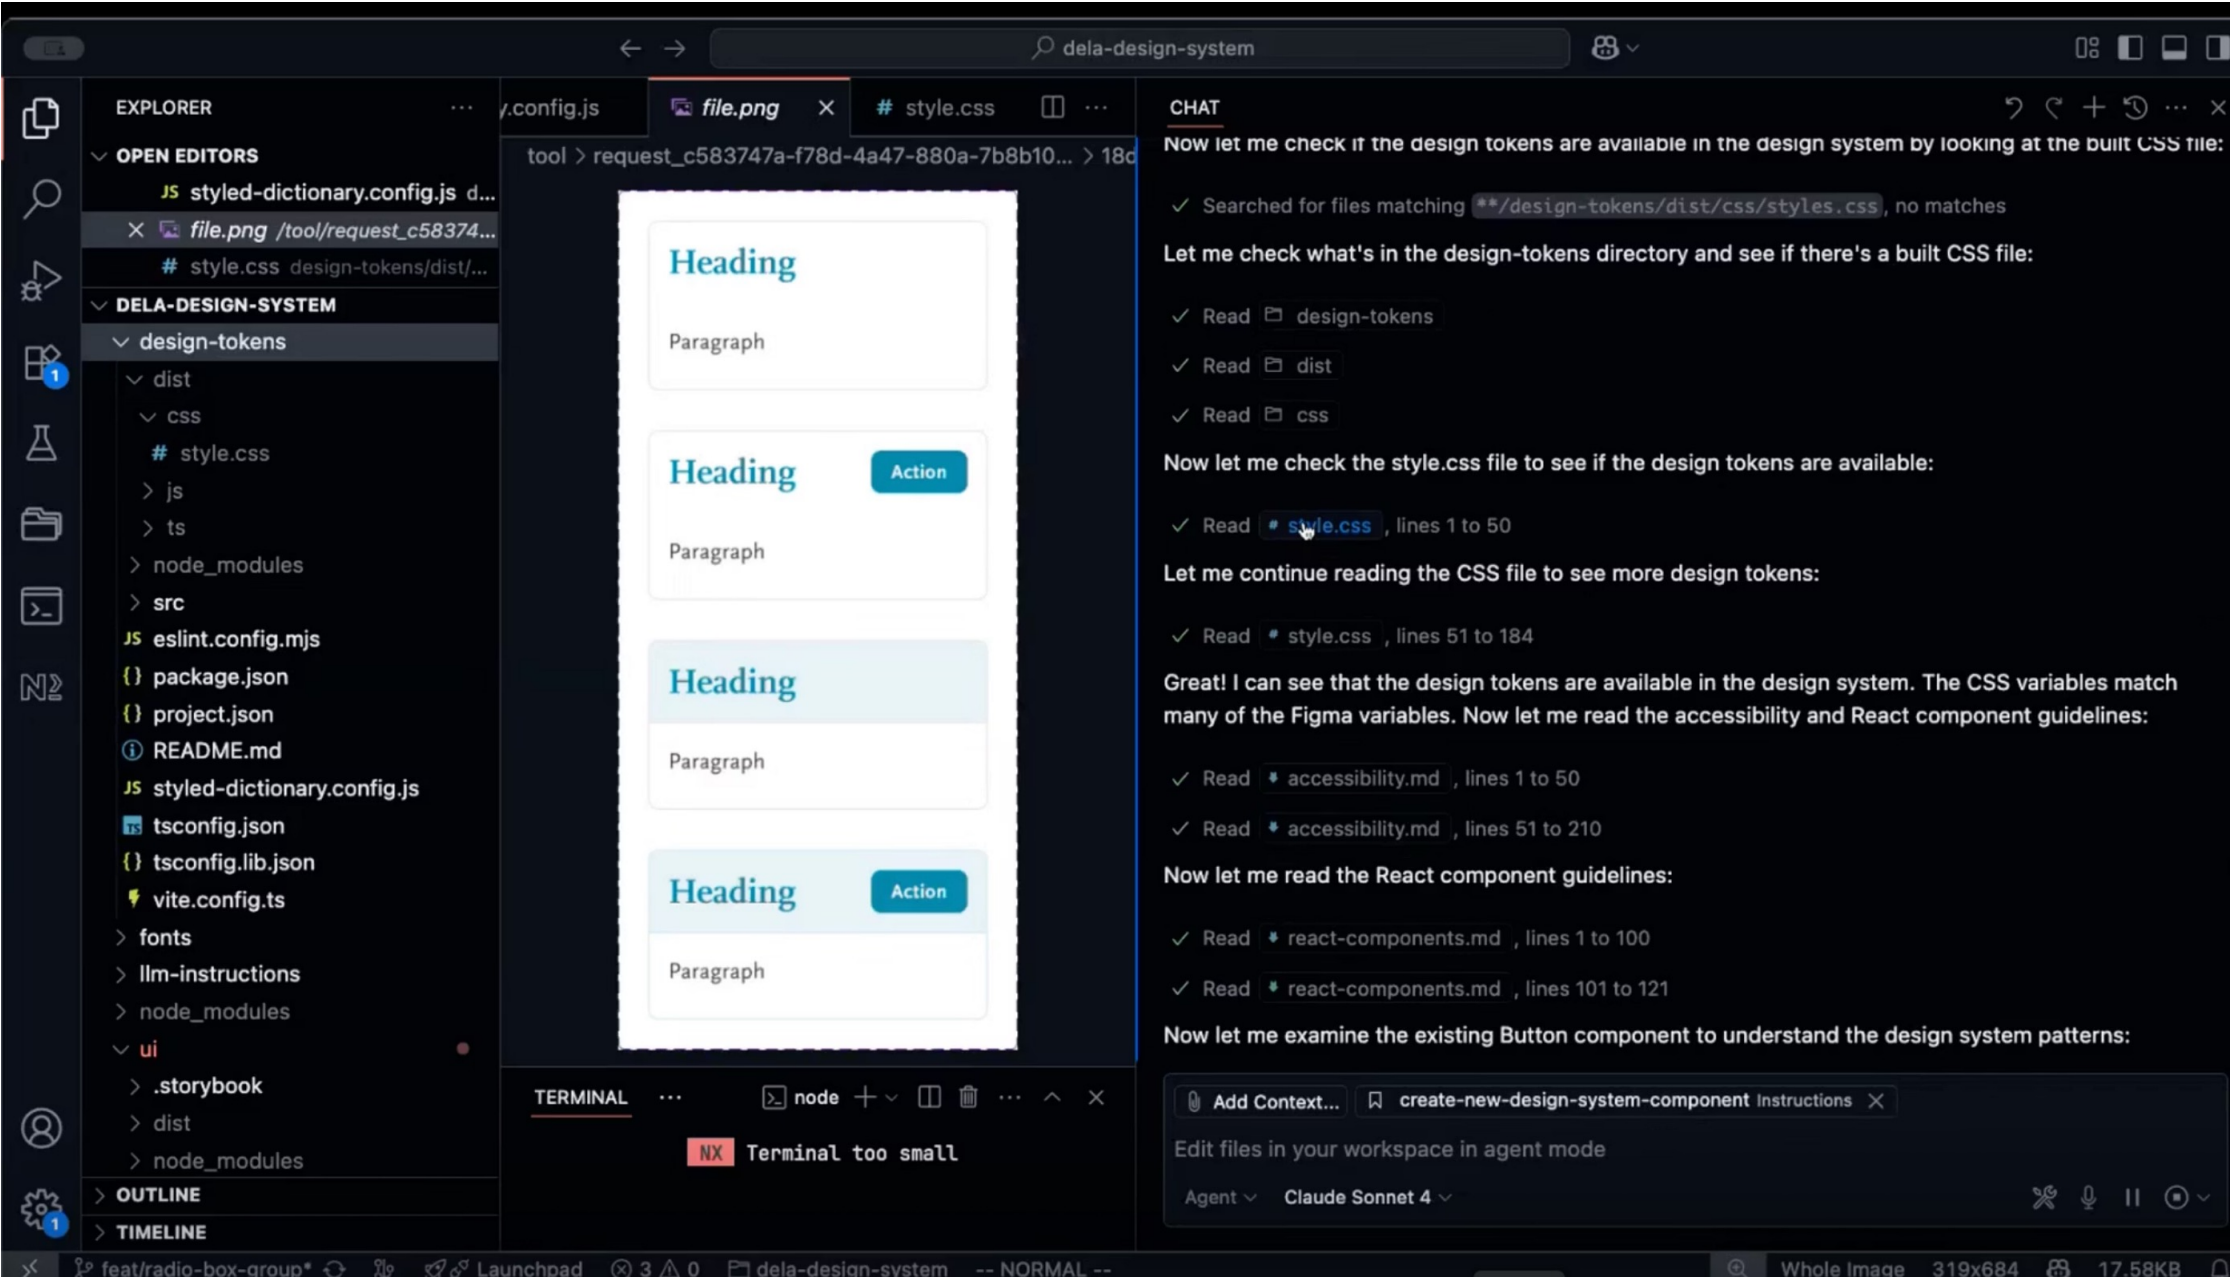 dela-design-system
EXPLORER
OPEN EDITORS
JS styled-dictionary.config.js d...
file.png /tool/request_c58374...
# style.css design-tokens/dist/...
DELA-DESIGN-SYSTEM
design-tokens
dist
css
# style.css
js
ts
node_modules
src
JS eslint.config.mjs
{} package.json
{} project.json
README.md
JS styled-dictionary.config.js
TS tsconfig.json
{} tsconfig.lib.json
vite.config.ts
fonts
llm-instructions
node_modules
ui
.storybook
dist
node_modules
OUTLINE
TIMELINE
1
1
y.config.js
file.png
# style.css
tool > request_c583747a-f78d-4a47-880a-7b8b10... > 18d
Heading
Paragraph
Heading Action
Paragraph
Heading
Paragraph
Heading Action
Paragraph
TERMINAL
node
NX Terminal too small
CHAT
Now let me check if the design tokens are available in the design system by looking at the built CSS file:
Searched for files matching **/design-tokens/dist/css/styles.css, no matches
Let me check what's in the design-tokens directory and see if there's a built CSS file:
Read design-tokens
Read dist
Read css
Now let me check the style.css file to see if the design tokens are available:
Read style.css, lines 1 to 50
Let me continue reading the CSS file to see more design tokens:
Read style.css, lines 51 to 184
Great! I can see that the design tokens are available in the design system. The CSS variables match
many of the Figma variables. Now let me read the accessibility and React component guidelines:
Read accessibility.md, lines 1 to 50
Read accessibility.md, lines 51 to 210
Now let me read the React component guidelines:
Read react-components.md, lines 1 to 100
Read react-components.md, lines 101 to 121
Now let me examine the existing Button component to understand the design system patterns:
Add Context... create-new-design-system-component Instructions
Edit files in your workspace in agent mode
Agent Claude Sonnet 4
feat/radio-box-group* Launchpad 3 0 dela-design-system -- NORMAL -- Whole Image 319x684 17.58KB